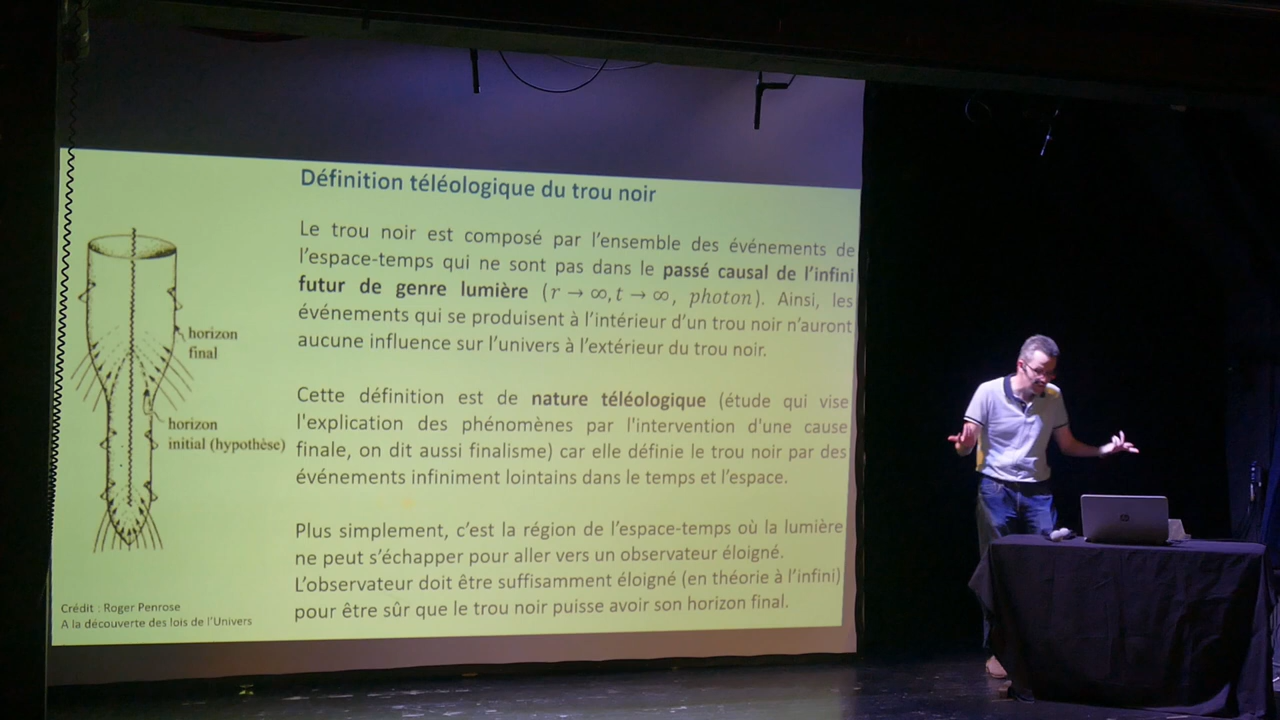 Définition téléologique du trou noir
Le trou noir est composé par l'ensemble des événements de
l'espace-temps qui ne sont pas dans le passé causal de l'infini
futur de genre lumière (r → ∞, t → ∞, photon). Ainsi, les
événements qui se produisent à l'intérieur d'un trou noir n'auront
aucune influence sur l'univers à l'extérieur du trou noir.
Cette définition est de nature téléologique (étude qui vise
l'explication des phénomènes par l'intervention d'une cause
finale, on dit aussi finalisme) car elle définie le trou noir par des
événements infiniment lointains dans le temps et l'espace.
Plus simplement, c'est la région de l'espace-temps où la lumière
ne peut s'échapper pour aller vers un observateur éloigné.
L'observateur doit être suffisamment éloigné (en théorie à l'infini)
pour être sûr que le trou noir puisse avoir son horizon final.
horizon
final
horizon
initial (hypothèse)
Crédit : Roger Penrose
A la découverte des lois de l'Univers
hp